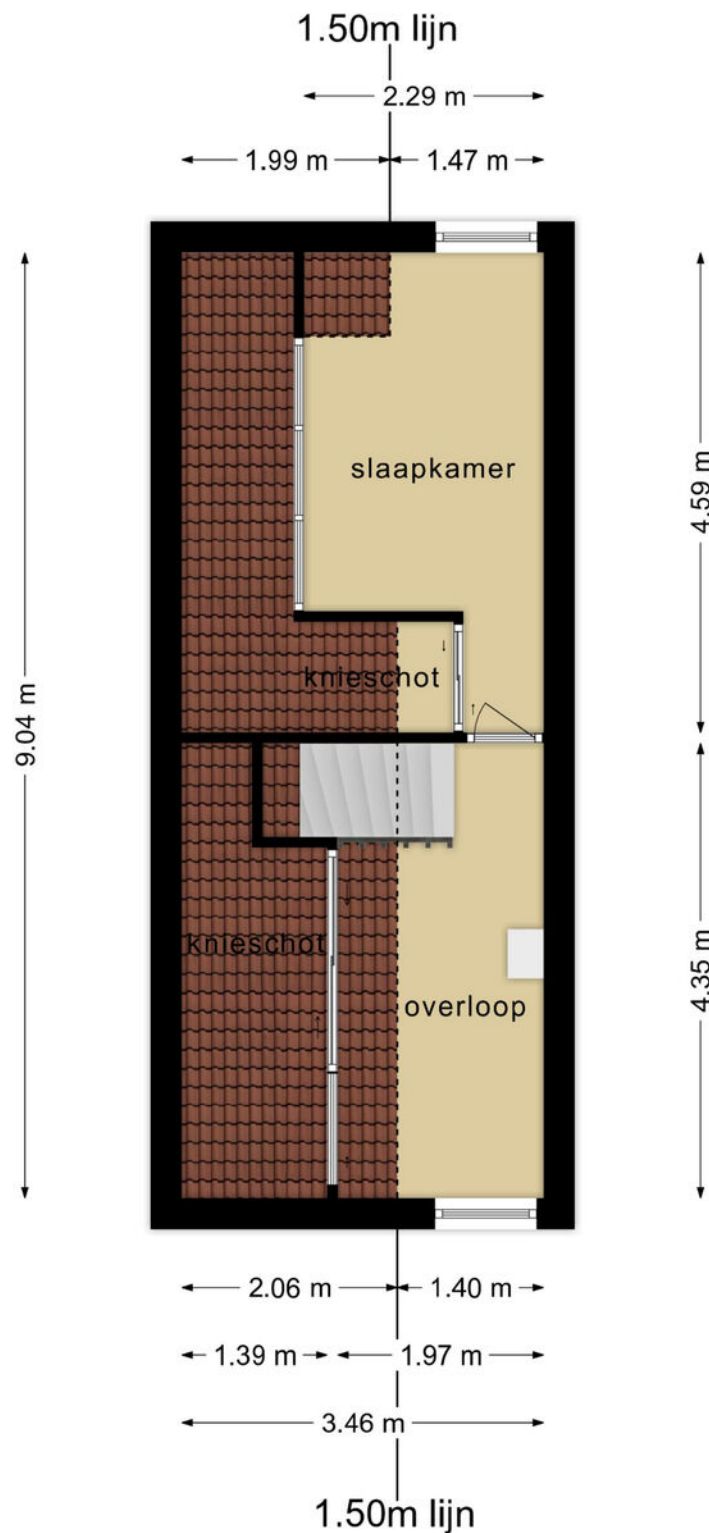 1.50m lijn
2.29 m
1.99 m
1.47 m
slaapkamer
4.59 m
knieschot
9.04 m
knieschot
4.35 m
overloop
2.06 m
1.40 m
1.39 m
1.97 m
3.46 m
1.50m lijn